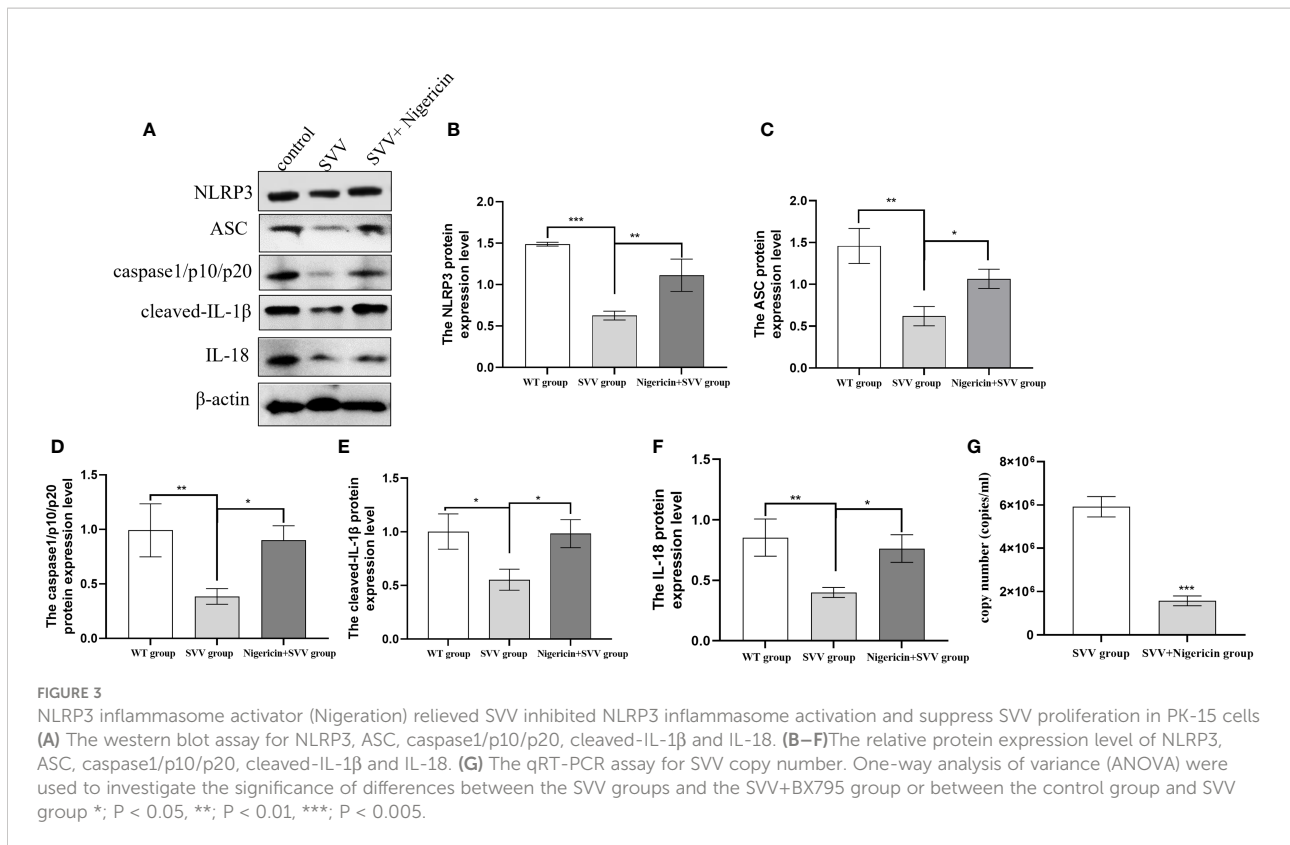 A
control
SVV
SVV+ Nigericin
NLRP3
ASC
caspase1/p10/p20
cleaved-IL-1β
IL-18
β-actin
B
The NLRP3 protein
expression level
2.0
1.5
1.0
0.5
0.0
***
**
WT group
SVV group
Nigericin+SVV group
C
The ASC protein
expression level
2.0
1.5
1.0
0.5
0.0
**
*
WT group
SVV group
Nigericin+SVV group
D
The caspase1/p10/p20
protein expression level
1.5
1.0
0.5
0.0
**
*
WT group
SVV group
Nigericin+SVV group
E
The cleaved-IL-1β protein
expression level
1.5
1.0
0.5
0.0
*
*
WT group
SVV group
Nigericin+SVV group
F
The IL-18 protein
expression level
1.5
1.0
0.5
0.0
**
*
WT group
SVV group
Nigericin+SVV group
G
copy number (copies/ml)
8×10⁶
6×10⁶
4×10⁶
2×10⁶
0
***
SVV group
SVV+Nigericin group
FIGURE 3
NLRP3 inflammasome activator (Nigeration) relieved SVV inhibited NLRP3 inflammasome activation and suppress SVV proliferation in PK-15 cells
(A) The western blot assay for NLRP3, ASC, caspase1/p10/p20, cleaved-IL-1β and IL-18. (B–F)The relative protein expression level of NLRP3,
ASC, caspase1/p10/p20, cleaved-IL-1β and IL-18. (G) The qRT-PCR assay for SVV copy number. One-way analysis of variance (ANOVA) were
used to investigate the significance of differences between the SVV groups and the SVV+BX795 group or between the control group and SVV
group *; P < 0.05, **; P < 0.01, ***; P < 0.005.